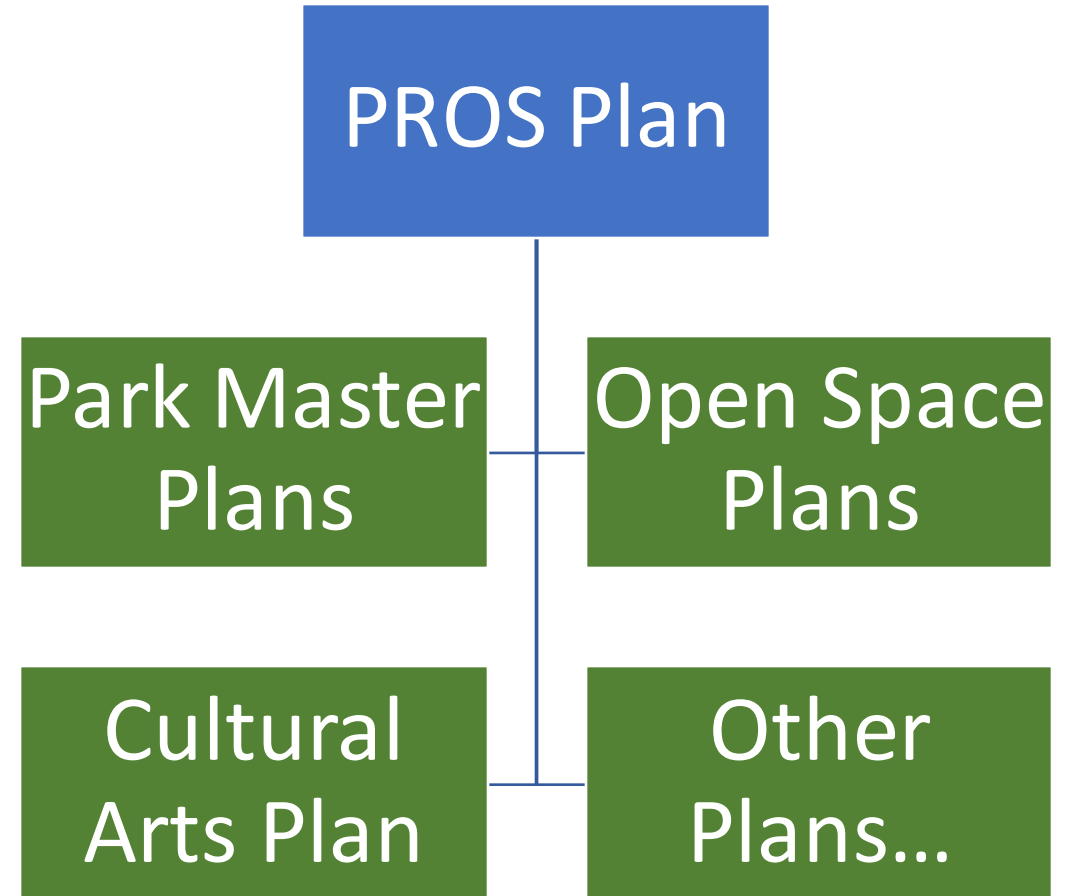 PROS Plan
Park Master
Plans
Open Space
Plans
Cultural
Arts Plan
Other
Plans...